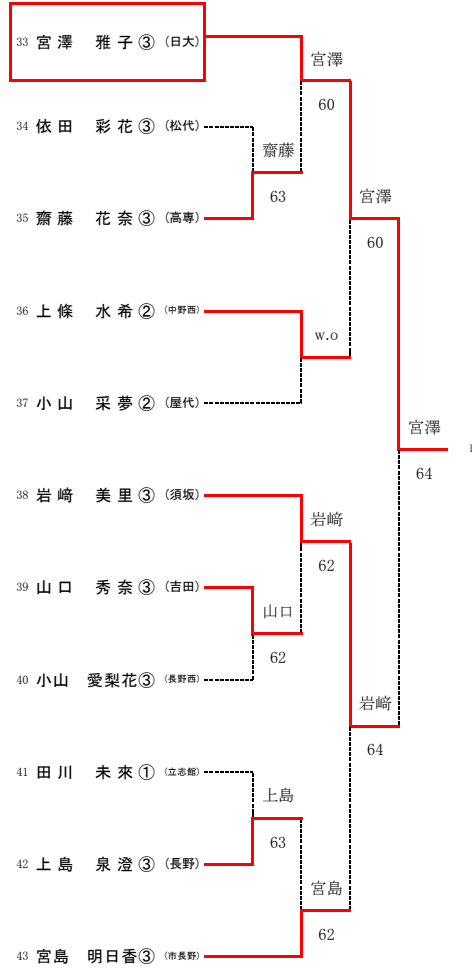 33 宮澤 雅子③ (日大)
宮澤
60
34 依田 彩花③ (松代)
齋藤
63
宮澤
35 齋藤 花奈③ (高専)
60
36 上條 水希② (中野西)
w.o
37 小山 采夢② (屋代)
宮澤
64
38 岩﨑 美里③ (須坂)
岩﨑
62
39 山口 秀奈③ (吉田)
山口
62
40 小山 愛梨花③ (長野西)
岩﨑
64
41 田川 未來① (立志館)
上島
63
42 上島 泉澄③ (長野)
宮島
62
43 宮島 明日香③ (市長野)